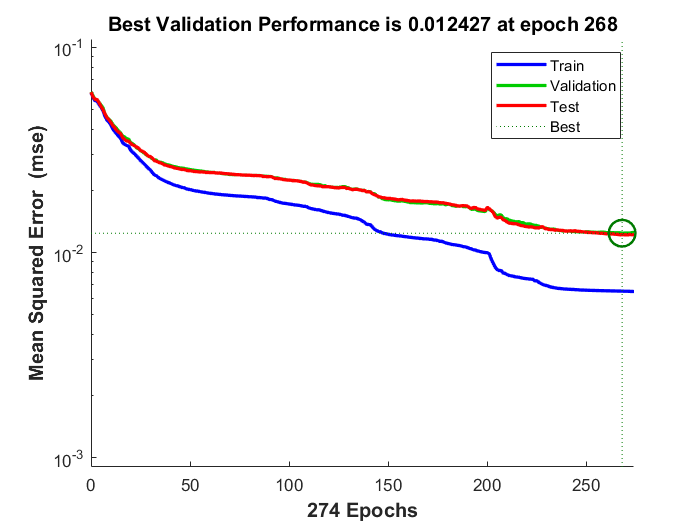 Best Validation Performance is 0.012427 at epoch 268
Mean Squared Error (mse)
10-1
10-2
10-3
Train
Validation
Test
Best
0 50 100 150 200 250
274 Epochs